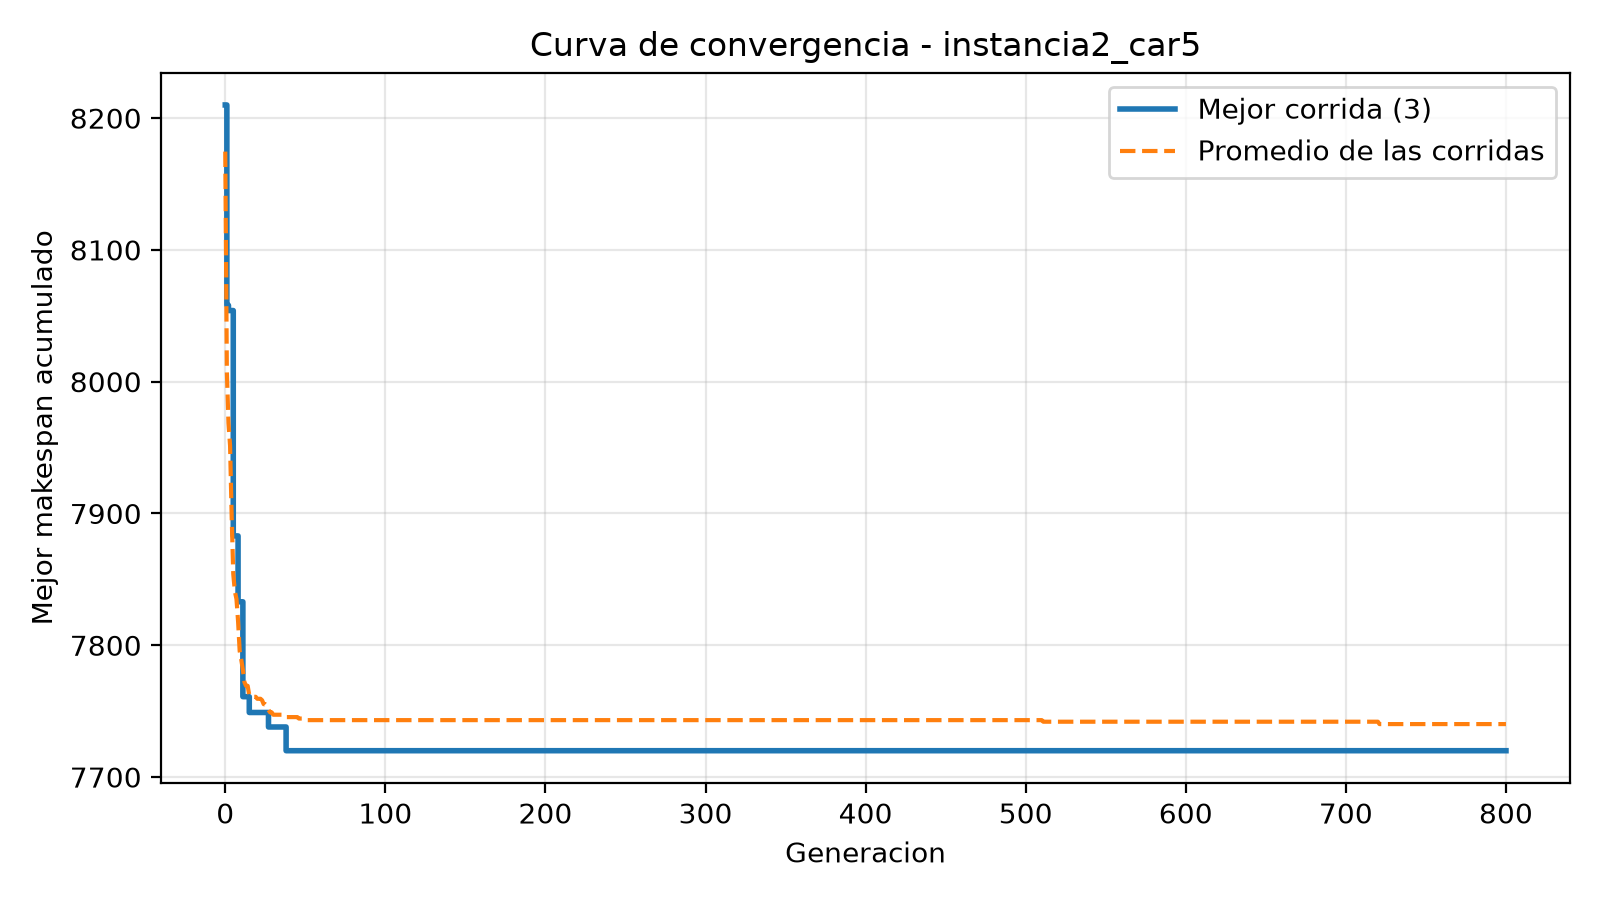 Curva de convergencia - instancia2_car5
Mejor corrida (3)
Promedio de las corridas
Mejor makespan acumulado
8200
8100
8000
7900
7800
7700
0 100 200 300 400 500 600 700 800
Generacion